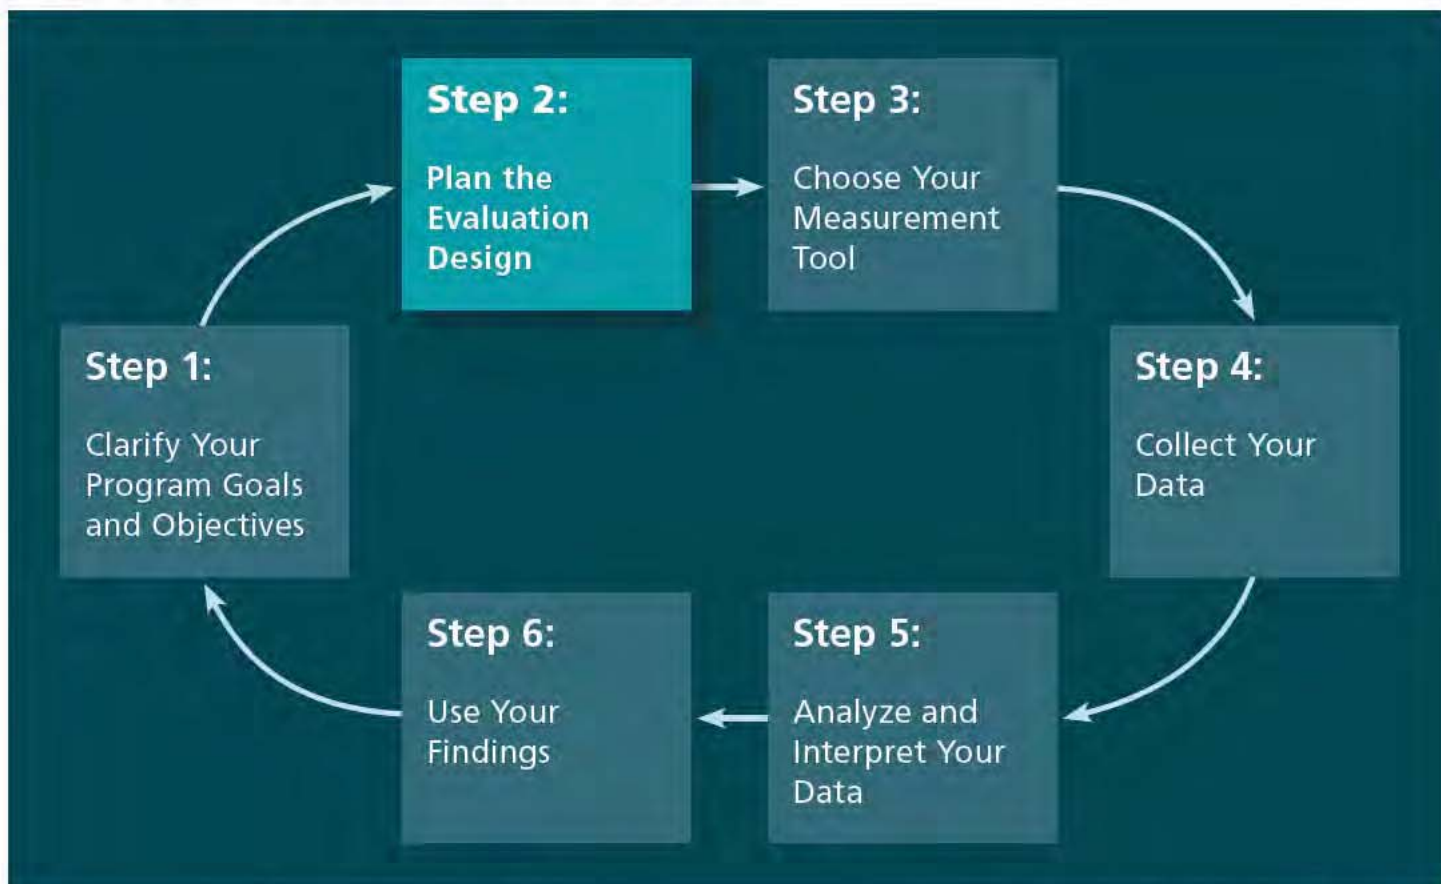 Step 1:
Clarify Your
Program Goals
and Objectives
Step 2:
Plan the
Evaluation
Design
Step 3:
Choose Your
Measurement
Tool
Step 4:
Collect Your
Data
Step 5:
Analyze and
Interpret Your
Data
Step 6:
Use Your
Findings